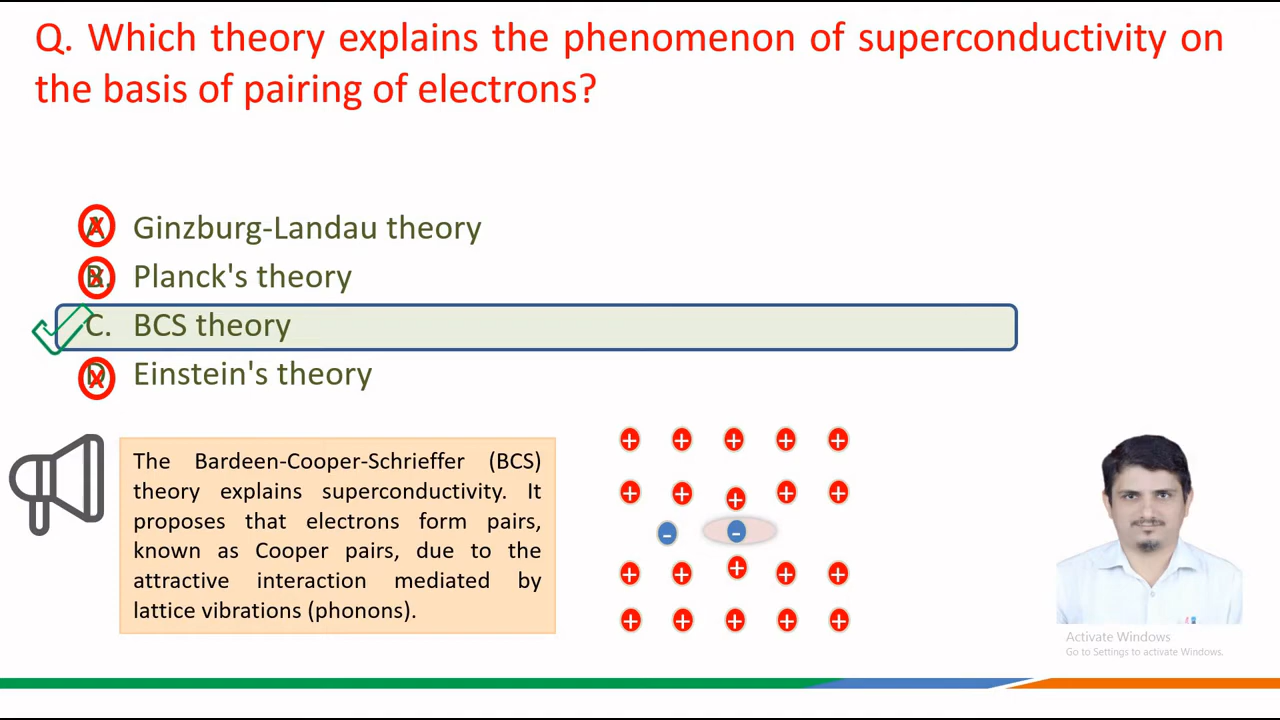 Q. Which theory explains the phenomenon of superconductivity on
the basis of pairing of electrons?
A. Ginzburg-Landau theory
B. Planck's theory
C. BCS theory
D. Einstein's theory
The Bardeen-Cooper-Schrieffer (BCS)
theory explains superconductivity. It
proposes that electrons form pairs,
known as Cooper pairs, due to the
attractive interaction mediated by
lattice vibrations (phonons).
+ + + + +
+ + + + +
- -
+ + + + +
+ + + + +
Activate Windows
Go to Settings to activate Windows.